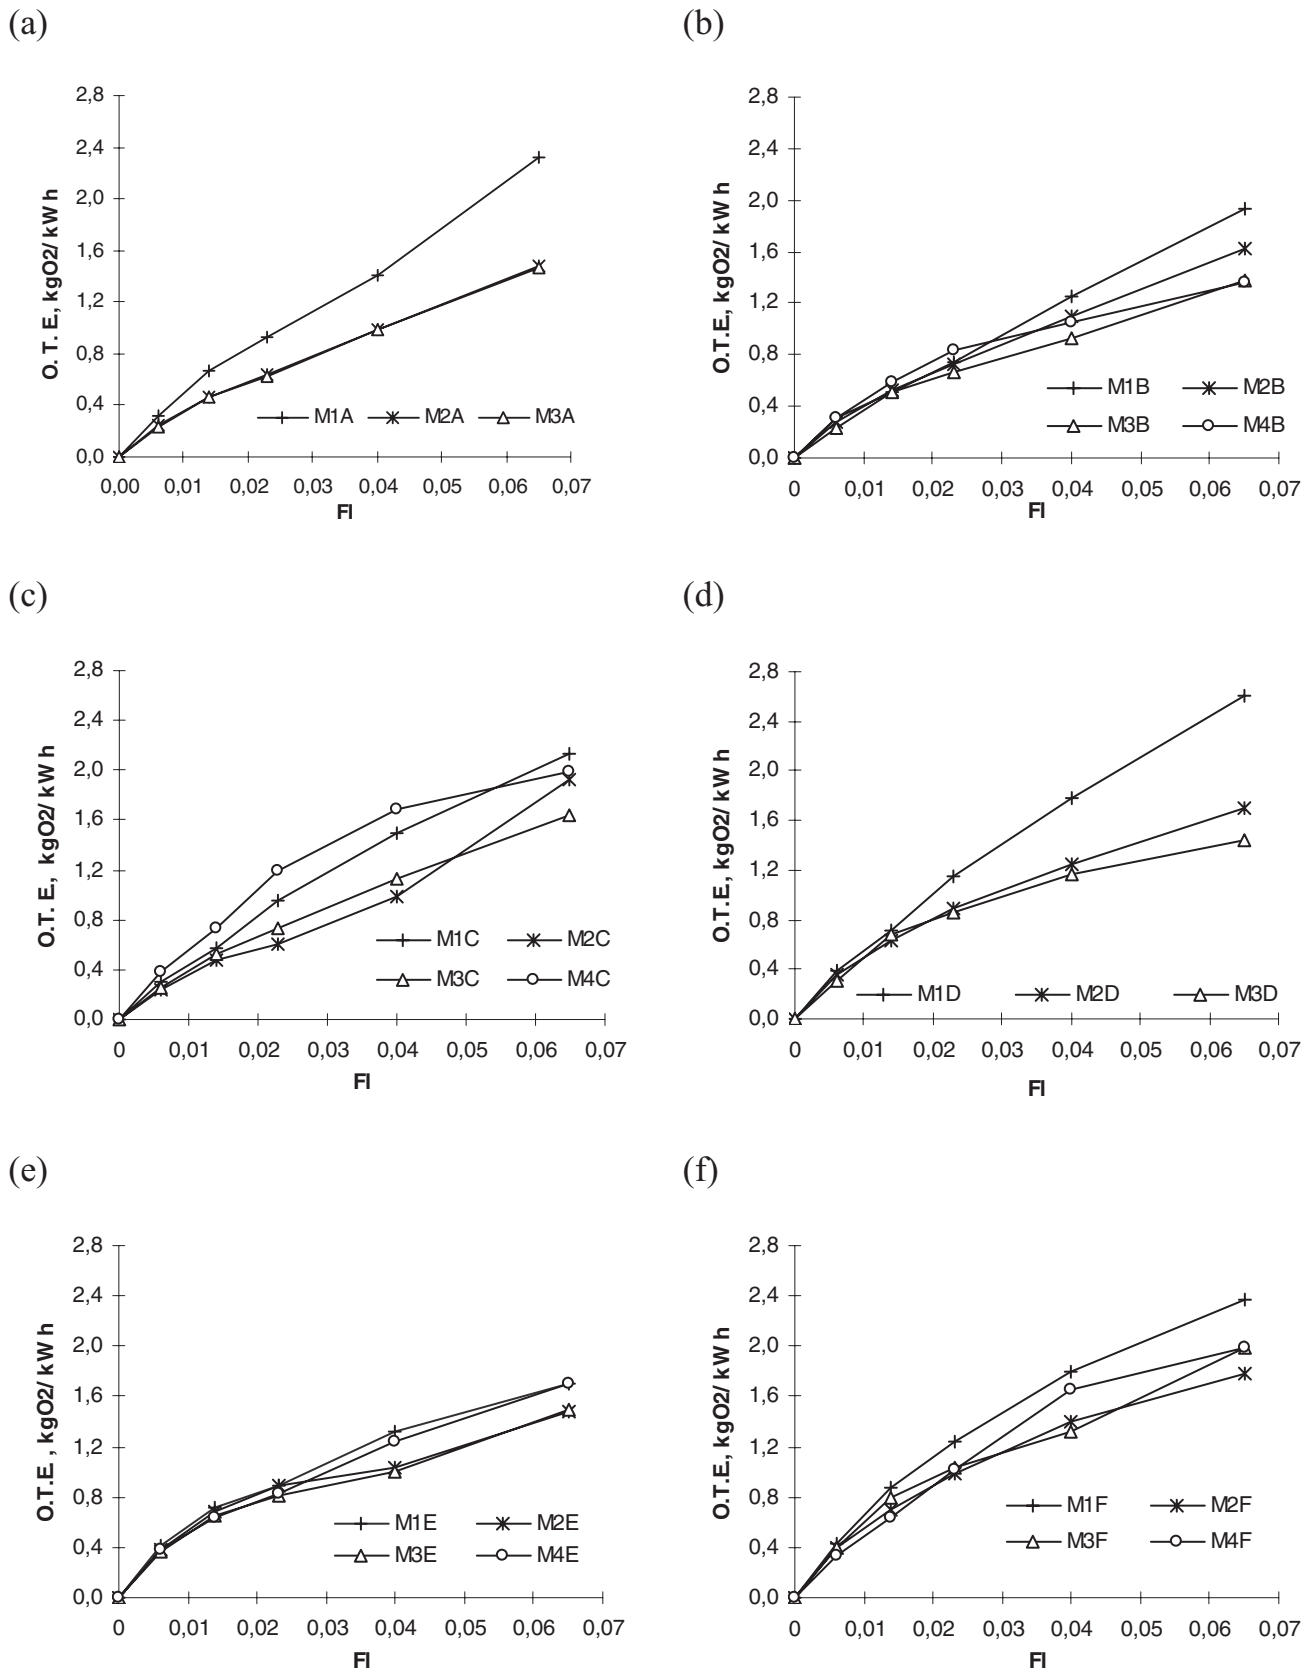 (a)
2,8
2,4
2,0
1,6
1,2
0,8
0,4
0,0
O. T. E, kgO2/ kW h
M1A M2A M3A
0,00 0,01 0,02 0,03 0,04 0,05 0,06 0,07
Fl
(b)
2,8
2,4
2,0
1,6
1,2
0,8
0,4
0,0
O.T.E, kgO2/ kW h
M1B M2B
M3B M4B
0 0,01 0,02 0,03 0,04 0,05 0,06 0,07
Fl
(c)
2,8
2,4
2,0
1,6
1,2
0,8
0,4
0,0
O.T. E, kgO2/ kW h
M1C M2C
M3C M4C
0 0,01 0,02 0,03 0,04 0,05 0,06 0,07
Fl
(d)
2,8
2,4
2,0
1,6
1,2
0,8
0,4
0,0
O.T.E, kgO2/ kW h
M1D M2D M3D
0 0,01 0,02 0,03 0,04 0,05 0,06 0,07
Fl
(e)
2,8
2,4
2,0
1,6
1,2
0,8
0,4
0,0
O.T.E , kgO2/ kW h
M1E M2E
M3E M4E
0 0,01 0,02 0,03 0,04 0,05 0,06 0,07
Fl
(f)
2,8
2,4
2,0
1,6
1,2
0,8
0,4
0,0
O.T.E, kgO2/ kW h
M1F M2F
M3F M4F
0 0,01 0,02 0,03 0,04 0,05 0,06 0,07
Fl